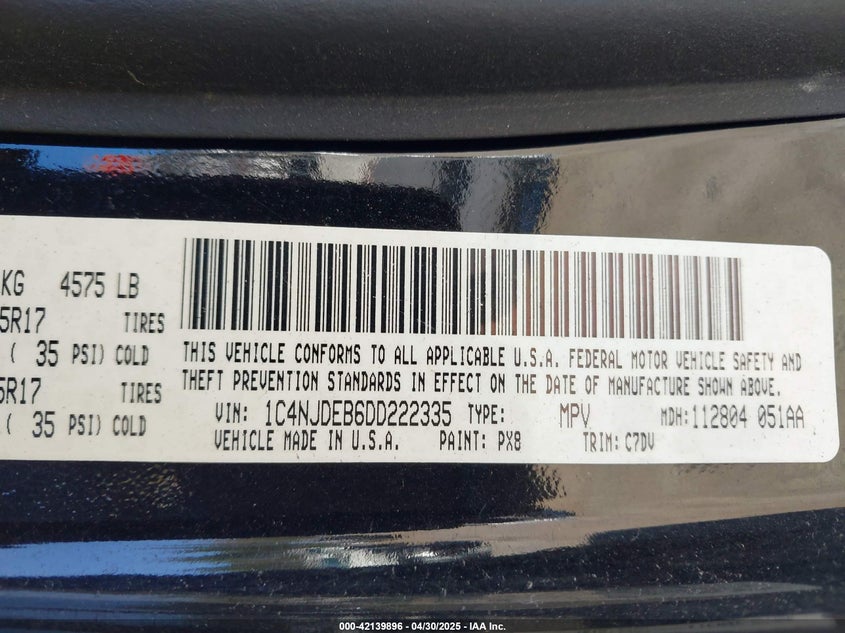 KG 4575 LB
5R17 TIRES
( 35 PSI) COLD
5R17 TIRES
( 35 PSI) COLD
THIS VEHICLE CONFORMS TO ALL APPLICABLE U.S.A. FEDERAL MOTOR VEHICLE SAFETY AND
THEFT PREVENTION STANDARDS IN EFFECT ON THE DATE OF MANUFACTURE SHOWN ABOVE.
VIN: 1C4NJDEB6DD222335 TYPE: MPV MDH: 112804 051AA
VEHICLE MADE IN U.S.A. PAINT: PX8 TRIM: C7DV
000-42139896 - 04/30/2025 - IAA Inc.